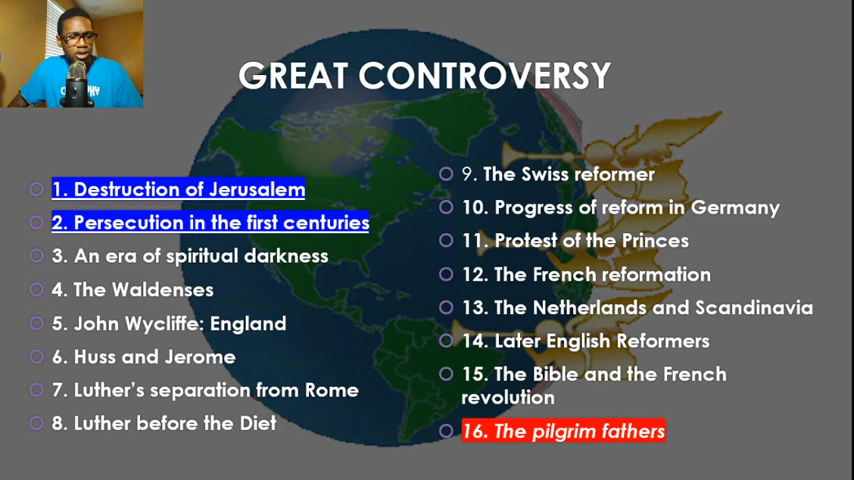 GREAT CONTROVERSY
1. Destruction of Jerusalem
2. Persecution in the first centuries
3. An era of spiritual darkness
4. The Waldenses
5. John Wycliffe: England
6. Huss and Jerome
7. Luther's separation from Rome
8. Luther before the Diet
9. The Swiss reformer
10. Progress of reform in Germany
11. Protest of the Princes
12. The French reformation
13. The Netherlands and Scandinavia
14. Later English Reformers
15. The Bible and the French
revolution
16. The pilgrim fathers